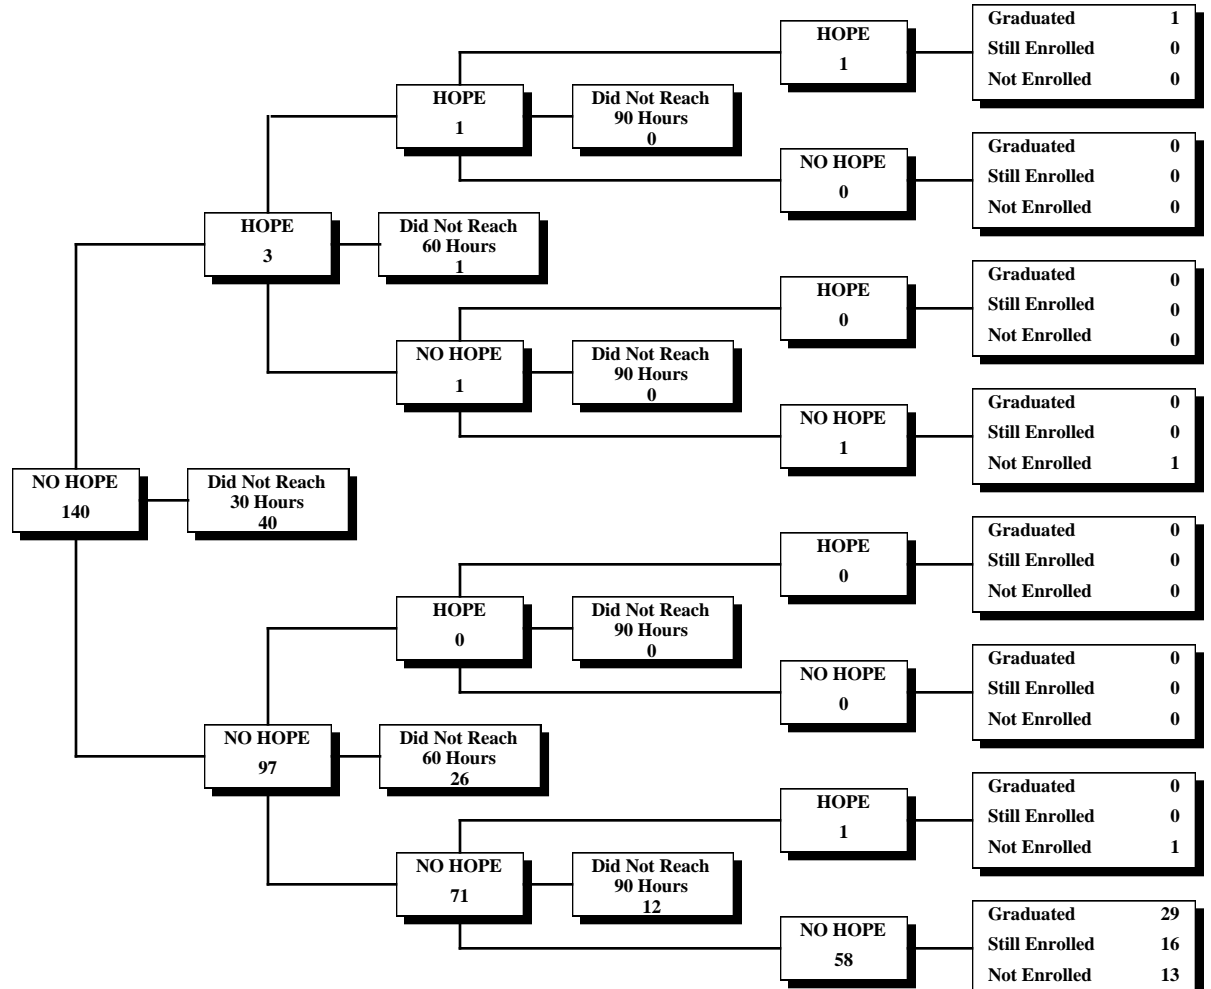 HOPE
1
Graduated 1
Still Enrolled 0
Not Enrolled 0
HOPE
1
Did Not Reach
90 Hours
0
NO HOPE
0
Graduated 0
Still Enrolled 0
Not Enrolled 0
HOPE
3
Did Not Reach
60 Hours
1
HOPE
0
Graduated 0
Still Enrolled 0
Not Enrolled 0
NO HOPE
1
Did Not Reach
90 Hours
0
NO HOPE
1
Graduated 0
Still Enrolled 0
Not Enrolled 1
NO HOPE
140
Did Not Reach
30 Hours
40
HOPE
0
Graduated 0
Still Enrolled 0
Not Enrolled 0
HOPE
0
Did Not Reach
90 Hours
0
NO HOPE
0
Graduated 0
Still Enrolled 0
Not Enrolled 0
NO HOPE
97
Did Not Reach
60 Hours
26
HOPE
1
Graduated 0
Still Enrolled 0
Not Enrolled 1
NO HOPE
71
Did Not Reach
90 Hours
12
NO HOPE
58
Graduated 29
Still Enrolled 16
Not Enrolled 13